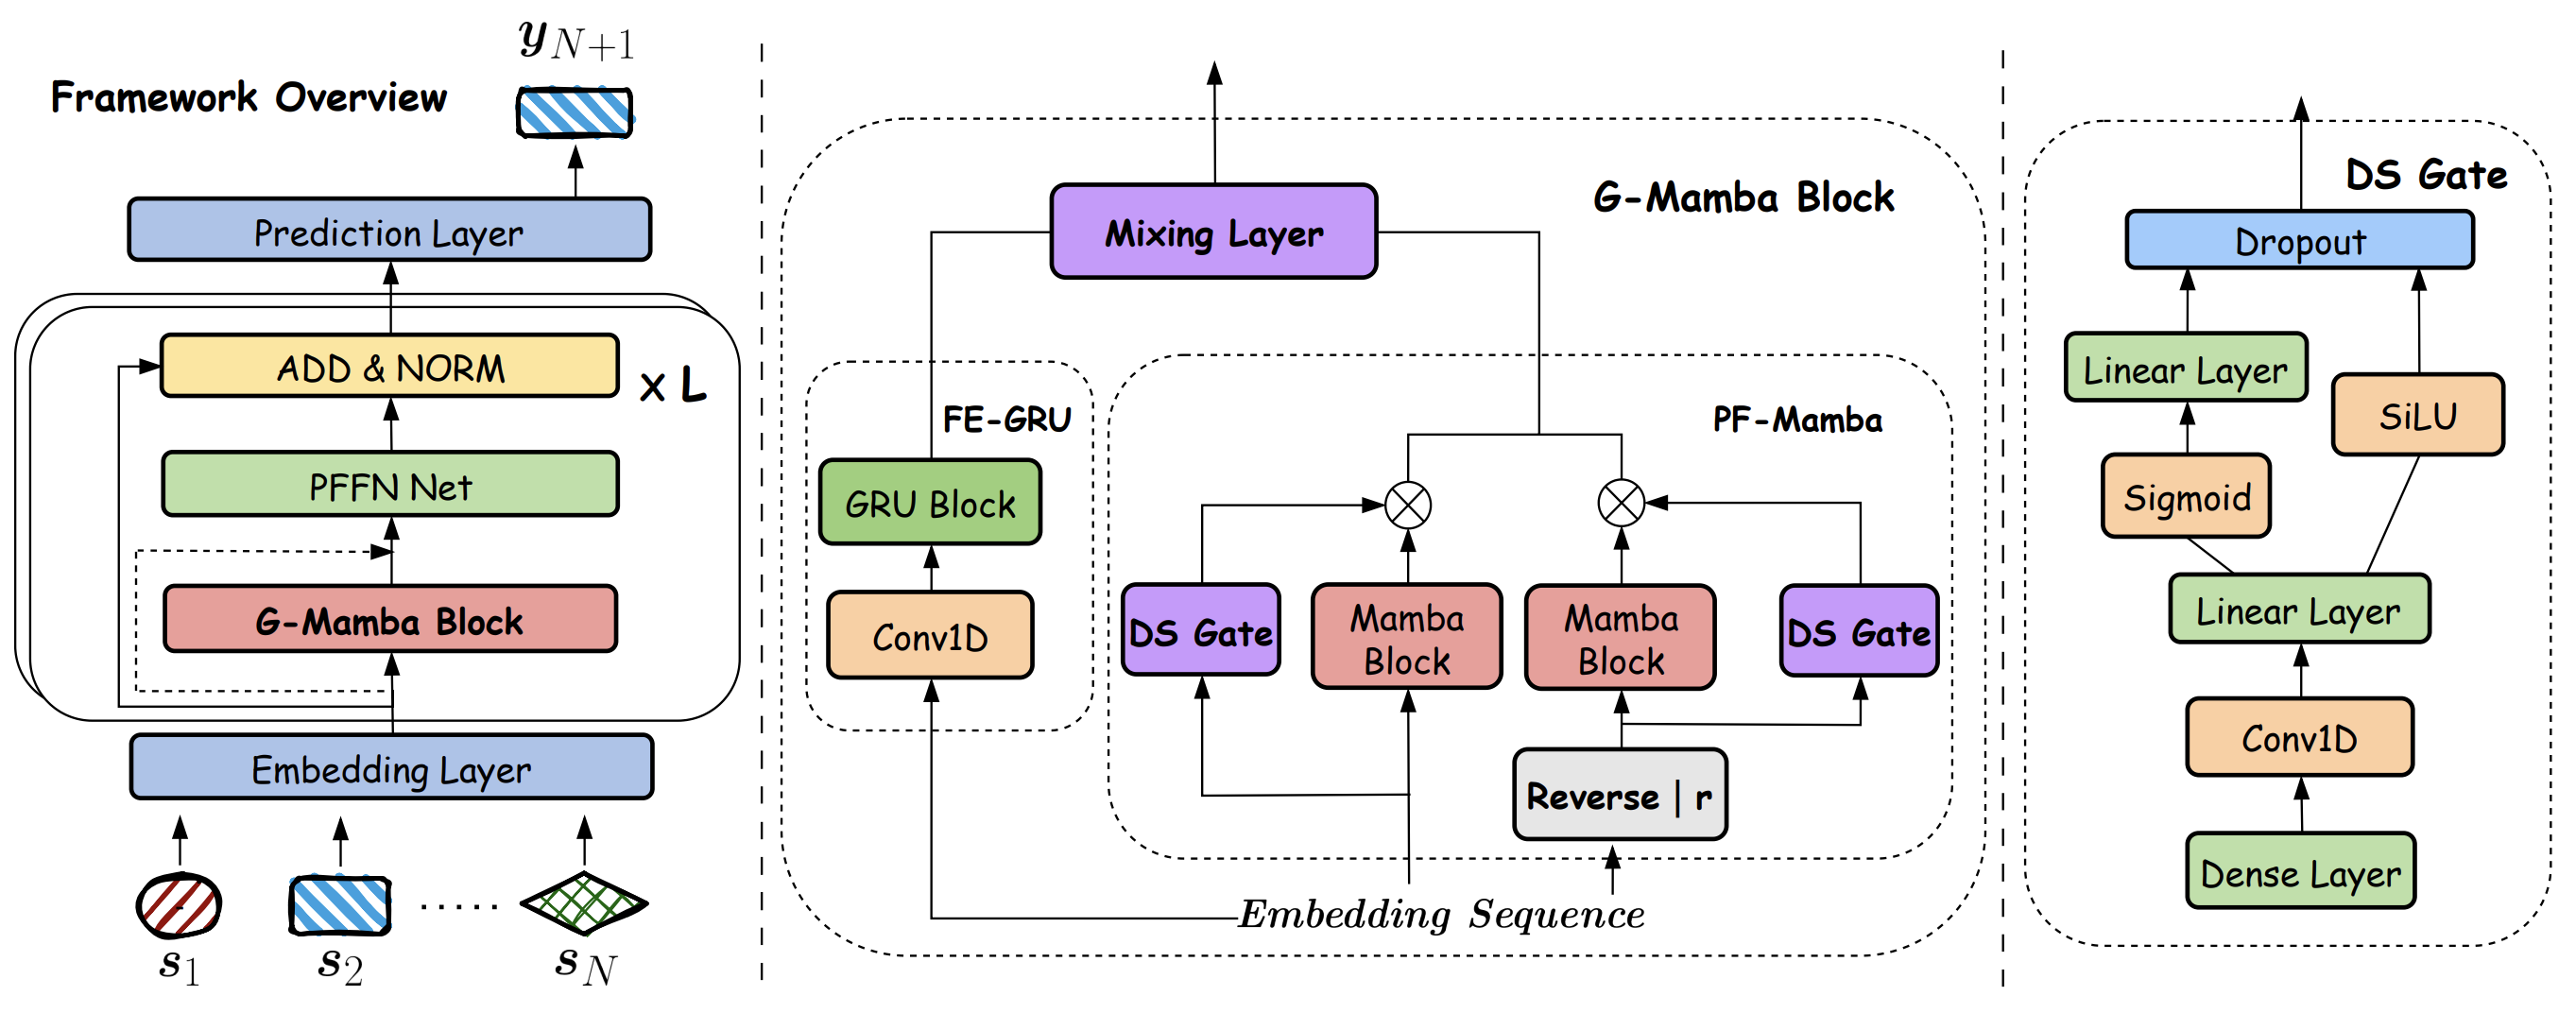 Framework Overview
y_{N+1}
Prediction Layer
ADD & NORM
x L
PFFN Net
G-Mamba Block
Embedding Layer
.....
s_1
s_2
s_N
G-Mamba Block
Mixing Layer
FE-GRU
GRU Block
Conv1D
PF-Mamba
DS Gate
Mamba
Block
Mamba
Block
DS Gate
Reverse | r
Embedding Sequence
DS Gate
Dropout
Linear Layer
SiLU
Sigmoid
Linear Layer
Conv1D
Dense Layer